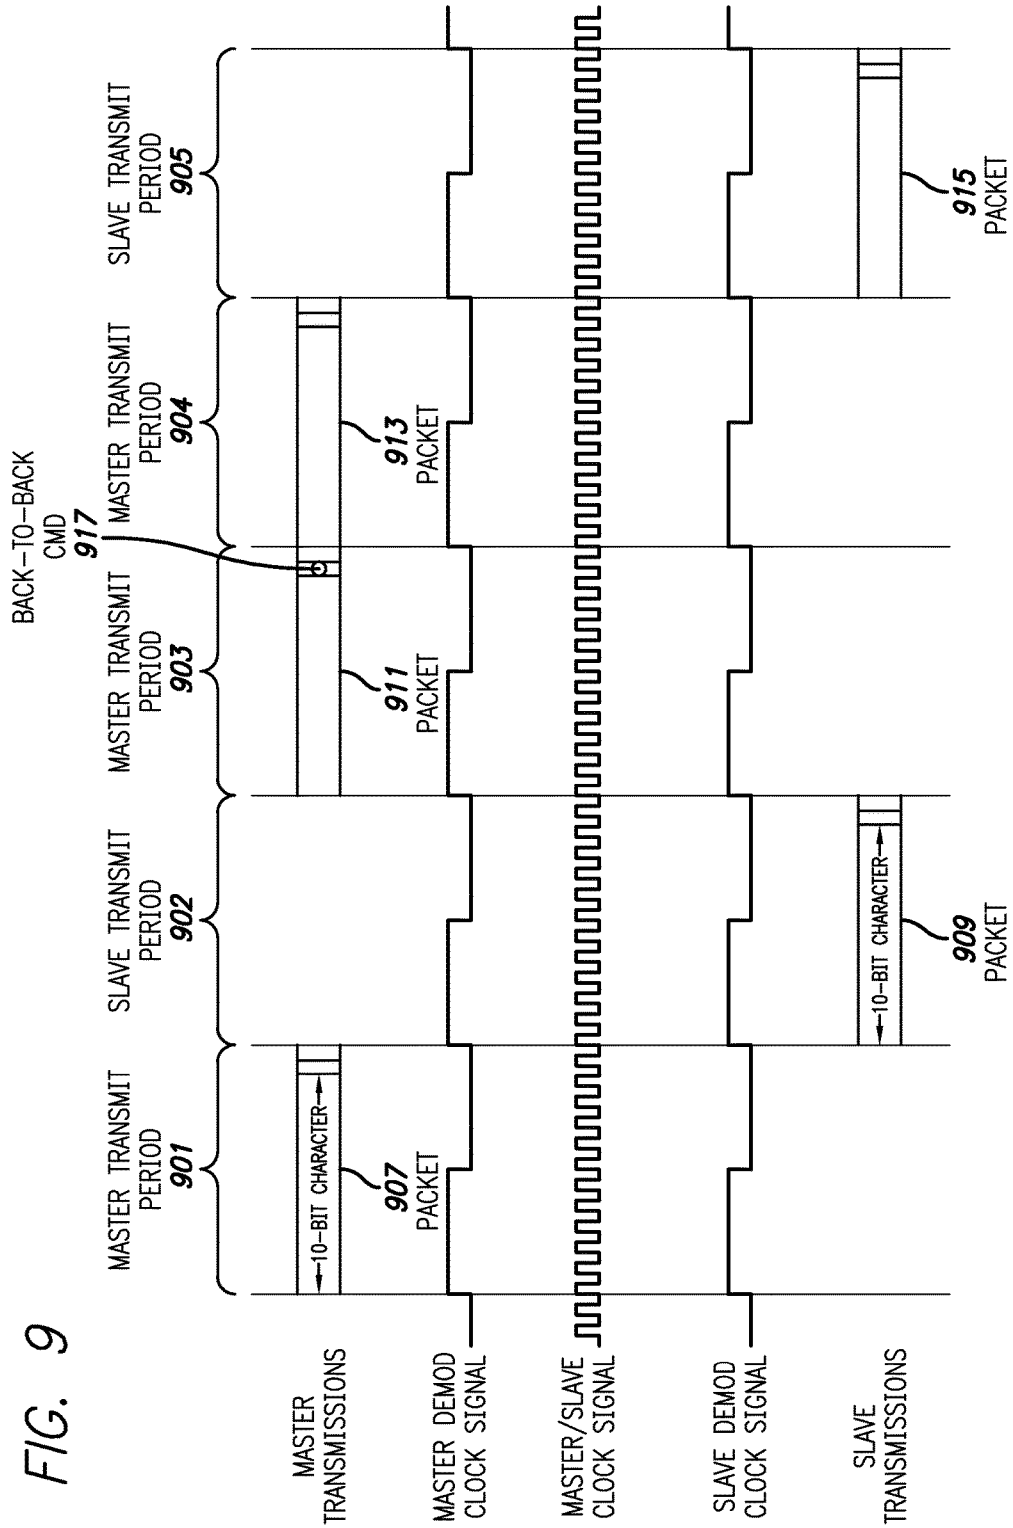 FIG. 9
BACK-TO-BACK
CMD
917
MASTER TRANSMIT
PERIOD
901
SLAVE TRANSMIT
PERIOD
902
MASTER TRANSMIT
PERIOD
903
MASTER TRANSMIT
PERIOD
904
SLAVE TRANSMIT
PERIOD
905
MASTER
TRANSMISSIONS
10-BIT CHARACTER
907
PACKET
911
PACKET
913
PACKET
MASTER DEMOD
CLOCK SIGNAL
MASTER/SLAVE
CLOCK SIGNAL
SLAVE DEMOD
CLOCK SIGNAL
SLAVE
TRANSMISSIONS
10-BIT CHARACTER
909
PACKET
915
PACKET